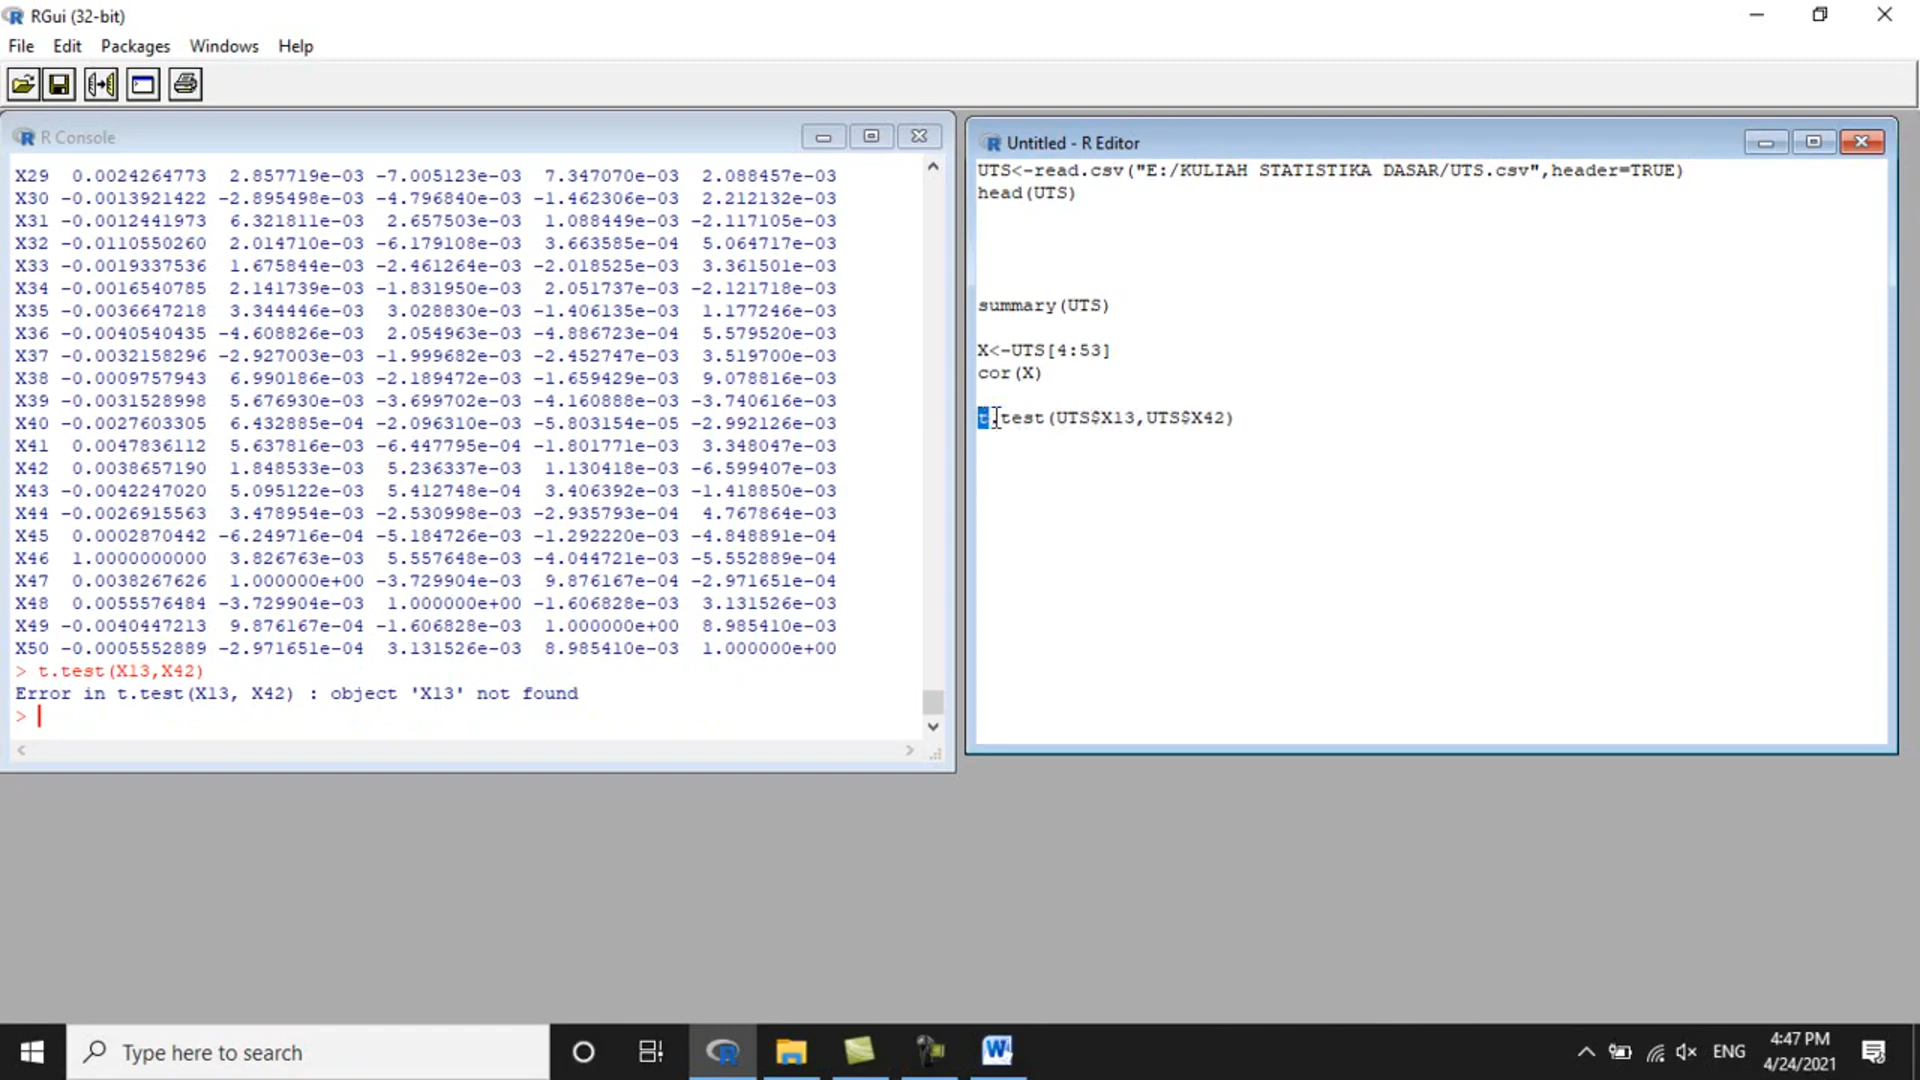 RGui (32-bit)
File Edit Packages Windows Help
R Console
X29 0.0024264773 2.857719e-03 -7.005123e-03 7.347070e-03 2.088457e-03
X30 -0.0013921422 -2.895498e-03 -4.796840e-03 -1.462306e-03 2.212132e-03
X31 -0.0012441973 6.321811e-03 2.657503e-03 1.088449e-03 -2.117105e-03
X32 -0.0110550260 2.014710e-03 -6.179108e-03 3.663585e-04 5.064717e-03
X33 -0.0019337536 1.675844e-03 -2.461264e-03 -2.018525e-03 3.361501e-03
X34 -0.0016540785 2.141739e-03 -1.831950e-03 2.051737e-03 -2.121718e-03
X35 -0.0036647218 3.344446e-03 3.028830e-03 -1.406135e-03 1.177246e-03
X36 -0.0040540435 -4.608826e-03 2.054963e-03 -4.886723e-04 5.579520e-03
X37 -0.0032158296 -2.927003e-03 -1.999682e-03 -2.452747e-03 3.519700e-03
X38 -0.0009757943 6.990186e-03 -2.189472e-03 -1.659429e-03 9.078816e-03
X39 -0.0031528998 5.676930e-03 -3.699702e-03 -4.160888e-03 -3.740616e-03
X40 -0.0027603305 6.432885e-04 -2.096310e-03 -5.803154e-05 -2.992126e-03
X41 0.0047836112 5.637816e-03 -6.447795e-04 -1.801771e-03 3.348047e-03
X42 0.0038657190 1.848533e-03 5.236337e-03 1.130418e-03 -6.599407e-03
X43 -0.0042247020 5.095122e-03 5.412748e-04 3.406392e-03 -1.418850e-03
X44 -0.0026915563 3.478954e-03 -2.530998e-03 -2.935793e-04 4.767864e-03
X45 0.0002870442 -6.249716e-04 -5.184726e-03 -1.292220e-03 -4.848891e-04
X46 1.0000000000 3.826763e-03 5.557648e-03 -4.044721e-03 -5.552889e-04
X47 0.0038267626 1.000000e+00 -3.729904e-03 9.876167e-04 -2.971651e-04
X48 0.0055576484 -3.729904e-03 1.000000e+00 -1.606828e-03 3.131526e-03
X49 -0.0040447213 9.876167e-04 -1.606828e-03 1.000000e+00 8.985410e-03
X50 -0.0005552889 -2.971651e-04 3.131526e-03 8.985410e-03 1.000000e+00
> t.test(X13,X42)
Error in t.test(X13, X42) : object 'X13' not found
>
Untitled - R Editor
UTS<-read.csv("E:/KULIAH STATISTIKA DASAR/UTS.csv",header=TRUE)
head(UTS)
summary(UTS)
X<-UTS[4:53]
cor(X)
t.test(UTS$X13,UTS$X42)
Type here to search
ENG
4:47 PM
4/24/2021